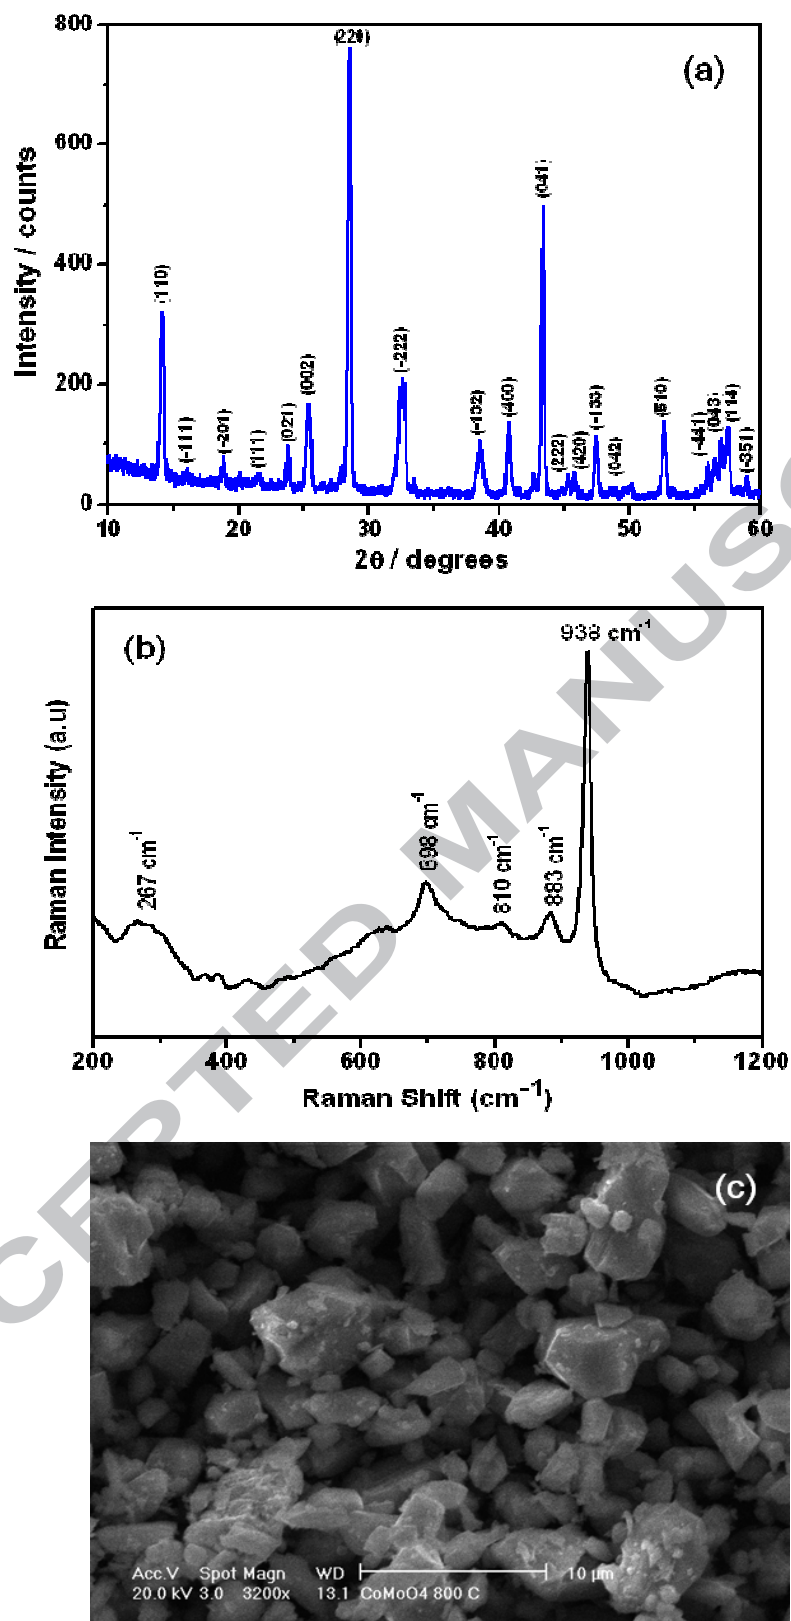 (a)
Intensity / counts
800
600
400
200
0
(110)
(-111)
(-201)
(111)
(021)
(002)
(220)
(-222)
(-132)
(400)
(041)
(222)
(420)
(-133)
(042)
(510)
(-441)
(043)
(114)
(-351)
10 20 30 40 50 60
2θ / degrees
(b)
Raman Intensity (a.u)
267 cm⁻¹
698 cm⁻¹
810 cm⁻¹
883 cm⁻¹
938 cm⁻¹
200 400 600 800 1000 1200
Raman Shift (cm⁻¹)
(c)
Acc.V Spot Magn WD 10 µm
20.0 kV 3.0 3200x 13.1 CoMoO4 800 C
CEPTED MANUSC